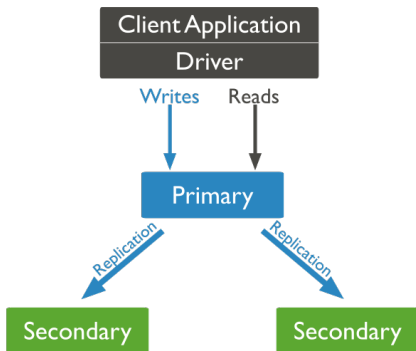 Client Application
Driver
Writes
Reads
Primary
Replication
Replication
Secondary
Secondary